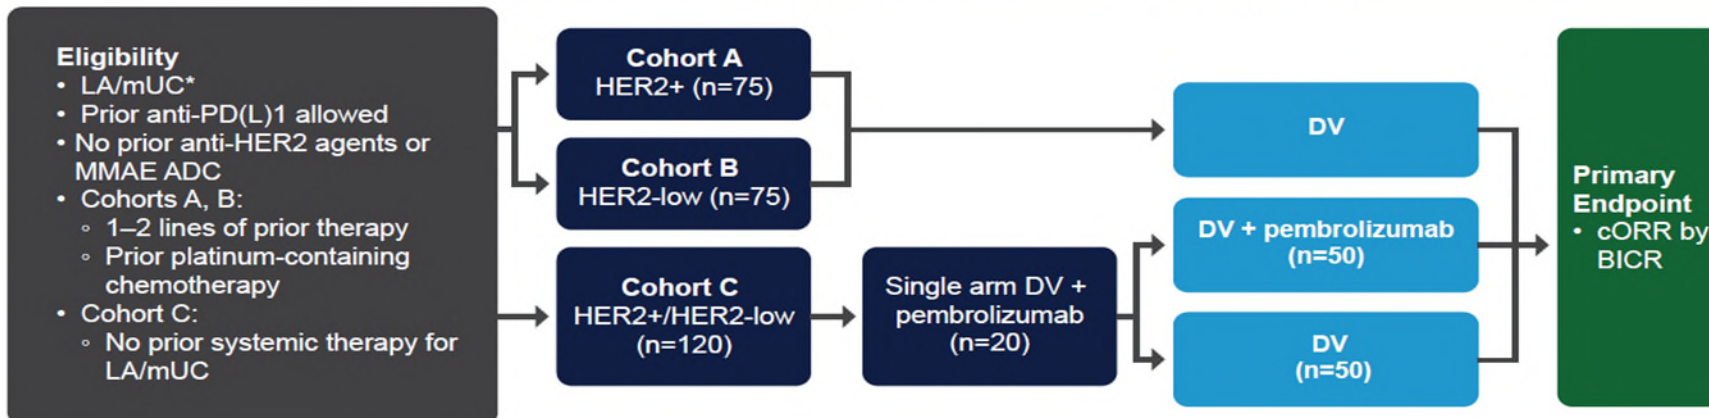 Eligibility
• LA/mUC*
• Prior anti-PD(L)1 allowed
• No prior anti-HER2 agents or
MMAE ADC
• Cohorts A, B:
◦ 1–2 lines of prior therapy
◦ Prior platinum-containing
chemotherapy
• Cohort C:
◦ No prior systemic therapy for
LA/mUC
Cohort A
HER2+ (n=75)
Cohort B
HER2-low (n=75)
Cohort C
HER2+/HER2-low
(n=120)
Single arm DV +
pembrolizumab
(n=20)
DV
DV + pembrolizumab
(n=50)
DV
(n=50)
Primary
Endpoint
• cORR by
BICR